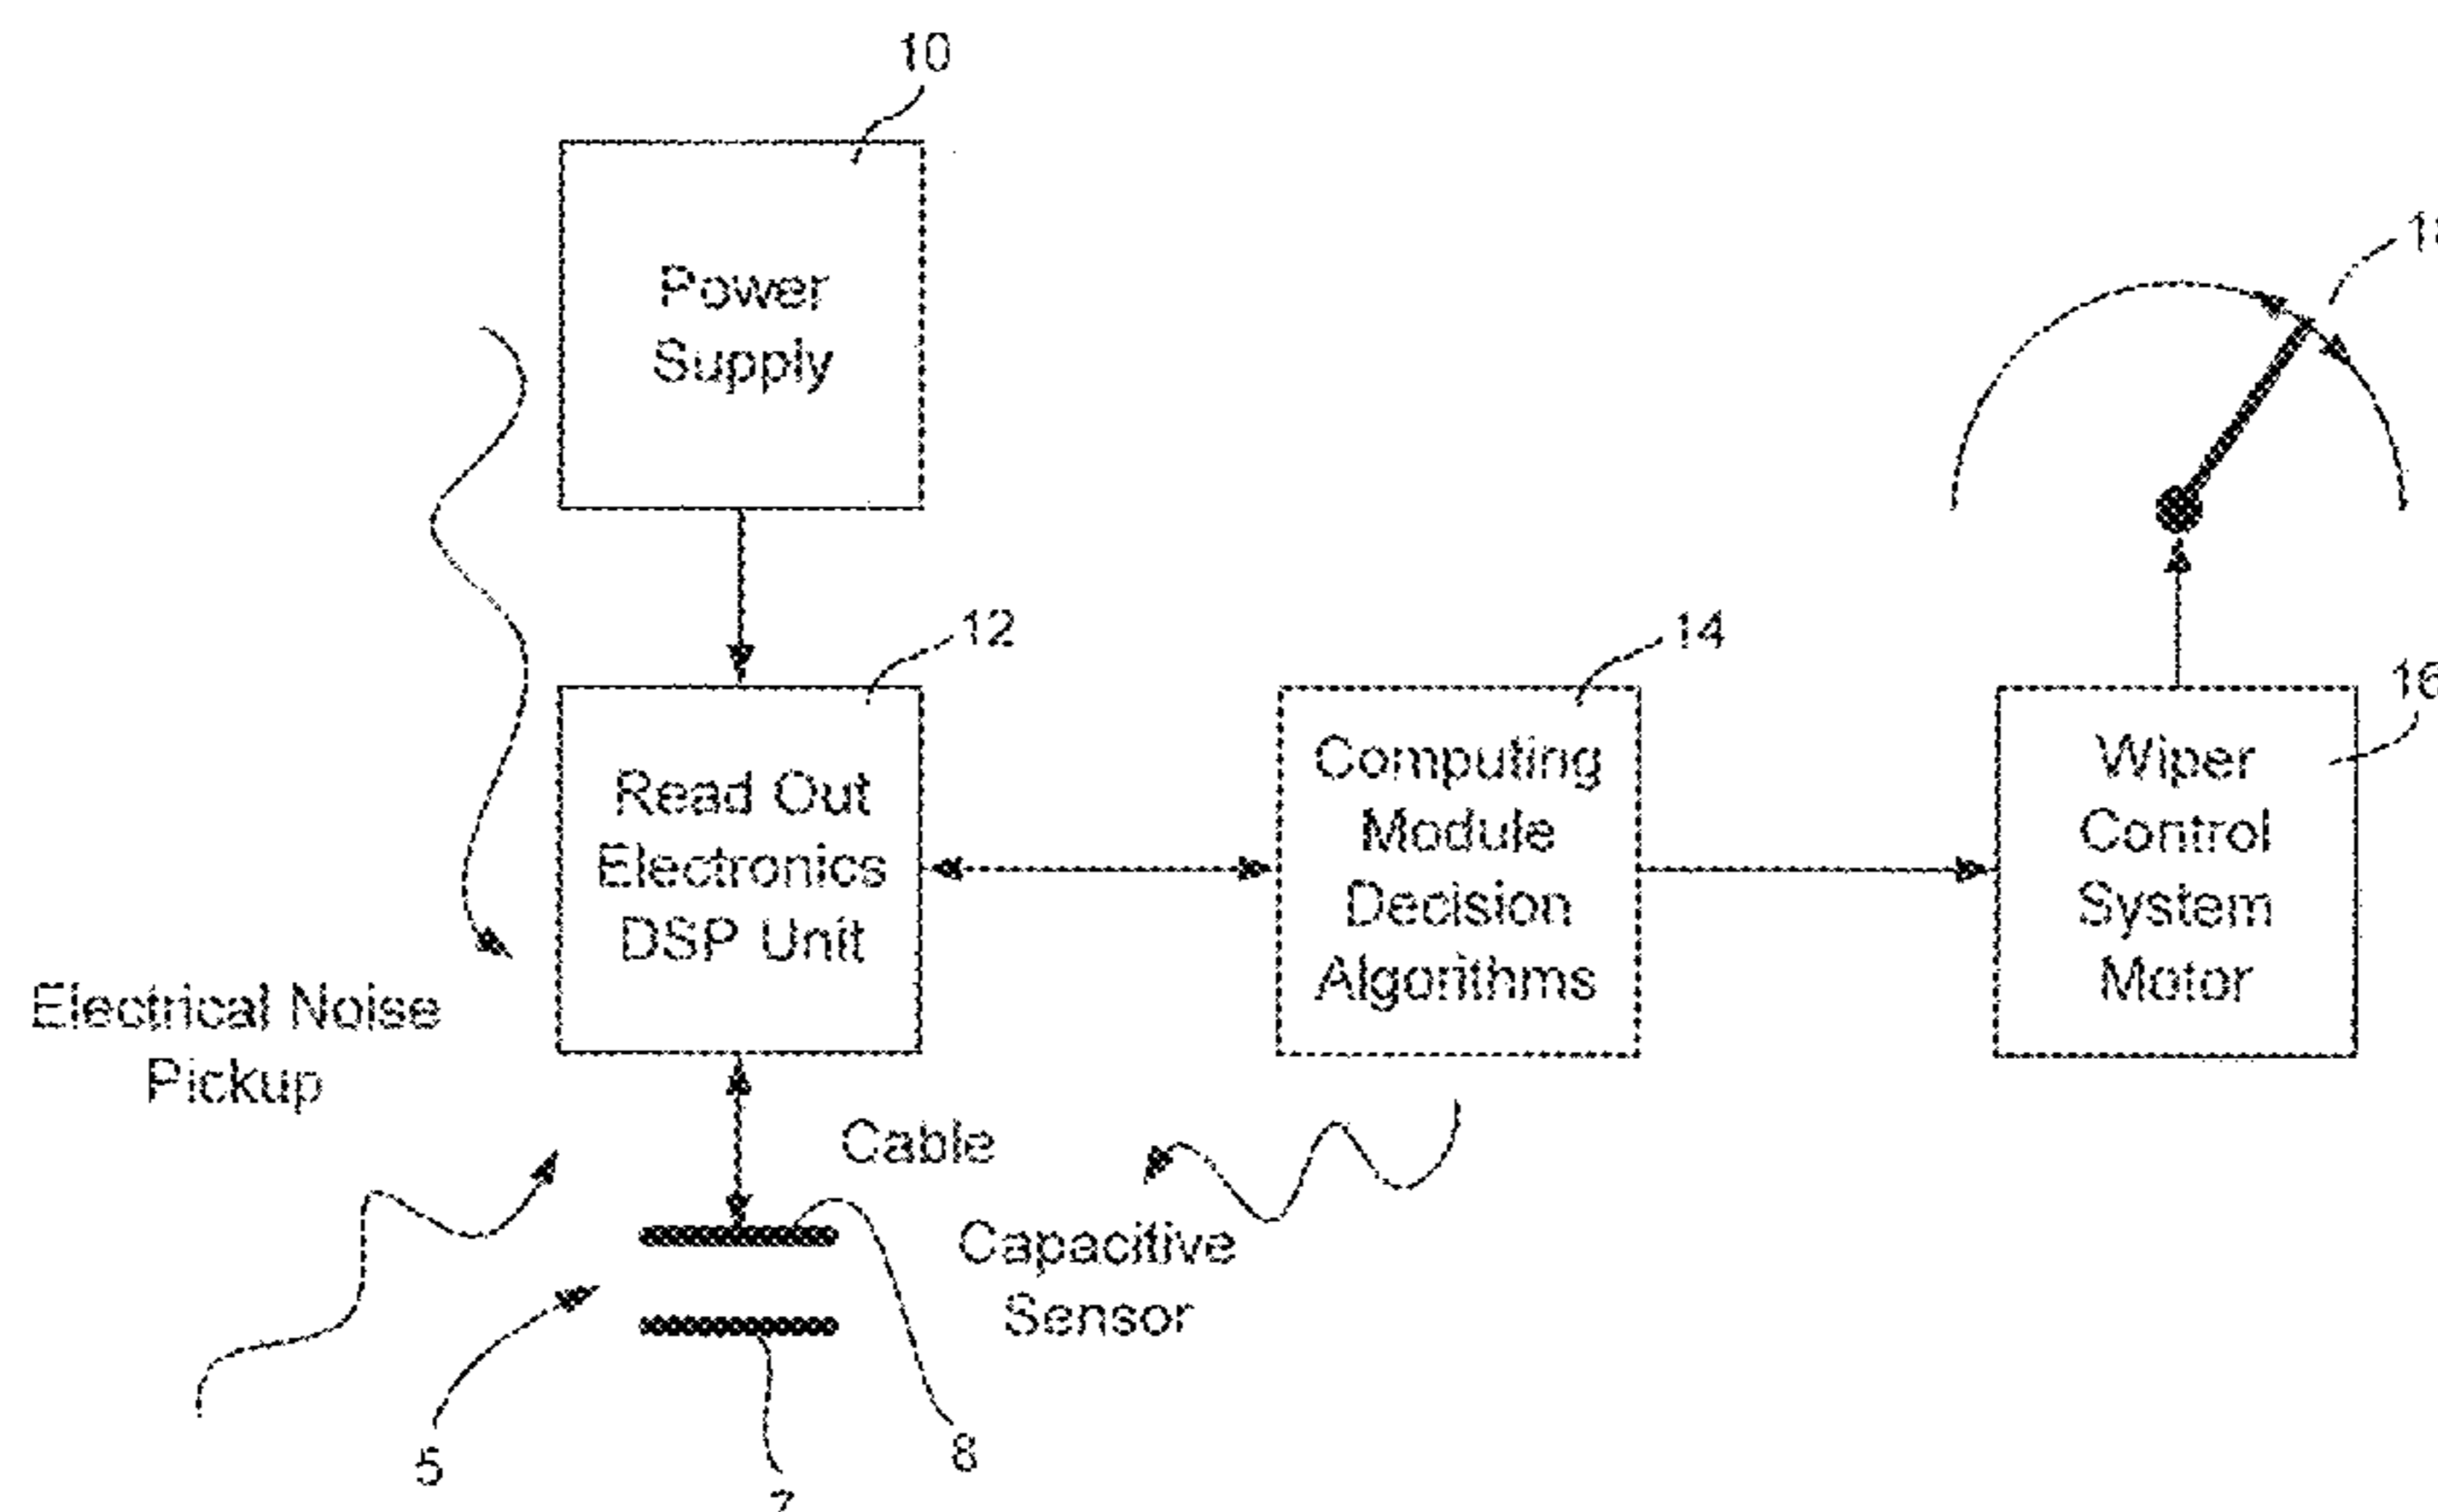 10
Power
Supply
12
14
16
Read Out
Electronics
DSP Unit
Computing
Module
Decision
Algorithms
Wiper
Control
System
Motor
Electrical Noise
Pickup
Cable
Capacitive
Sensor
5
8